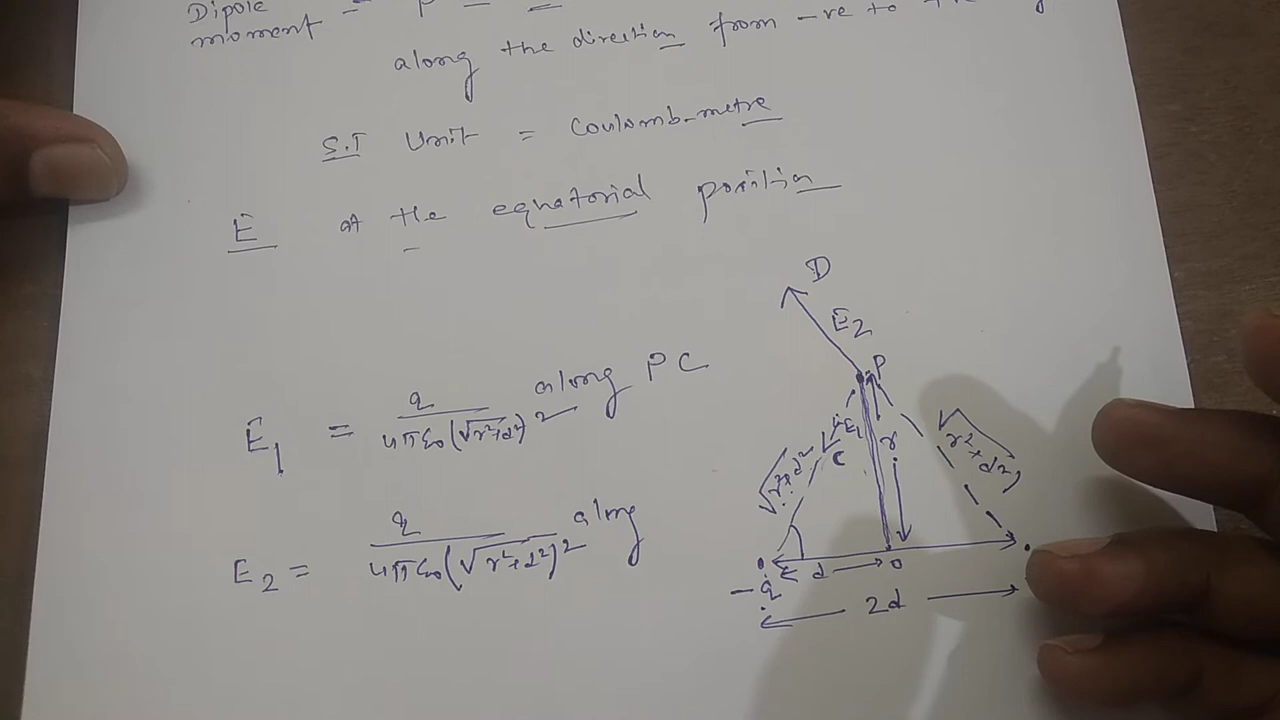 Dipole
moment = P =
along the direction from -ve to +ve
S.I Unit = Coulomb-metre
E at the equatorial position
E1 = q / 4πε0(√r²+d²)² along PC
E2 = q / 4πε0(√r²+d²)² along
D
E2
P
E1
C
r
√r²+d²
√r²+d²
-q
d
O
2d